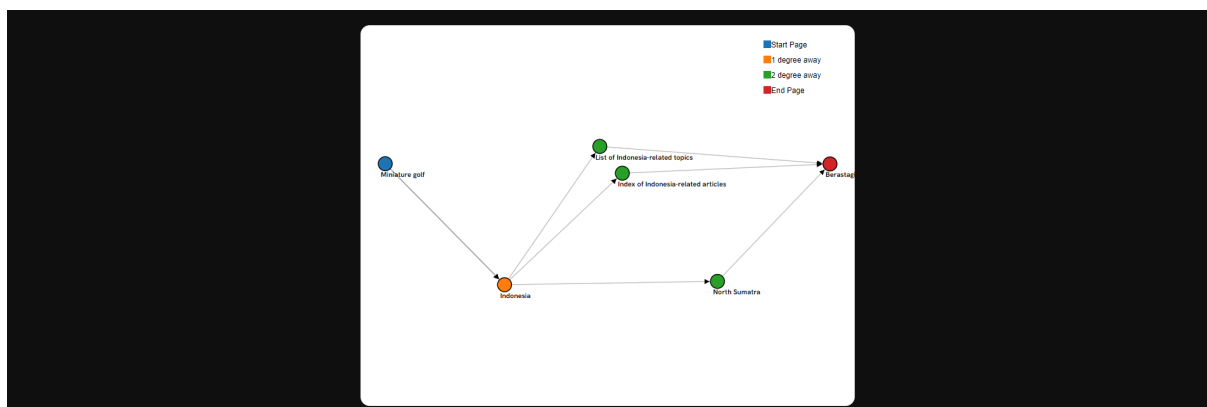 Start Page
1 degree away
2 degree away
End Page
List of Indonesia-related topics
Miniature golf
Berastagi
Index of Indonesia-related articles
Indonesia
North Sumatra